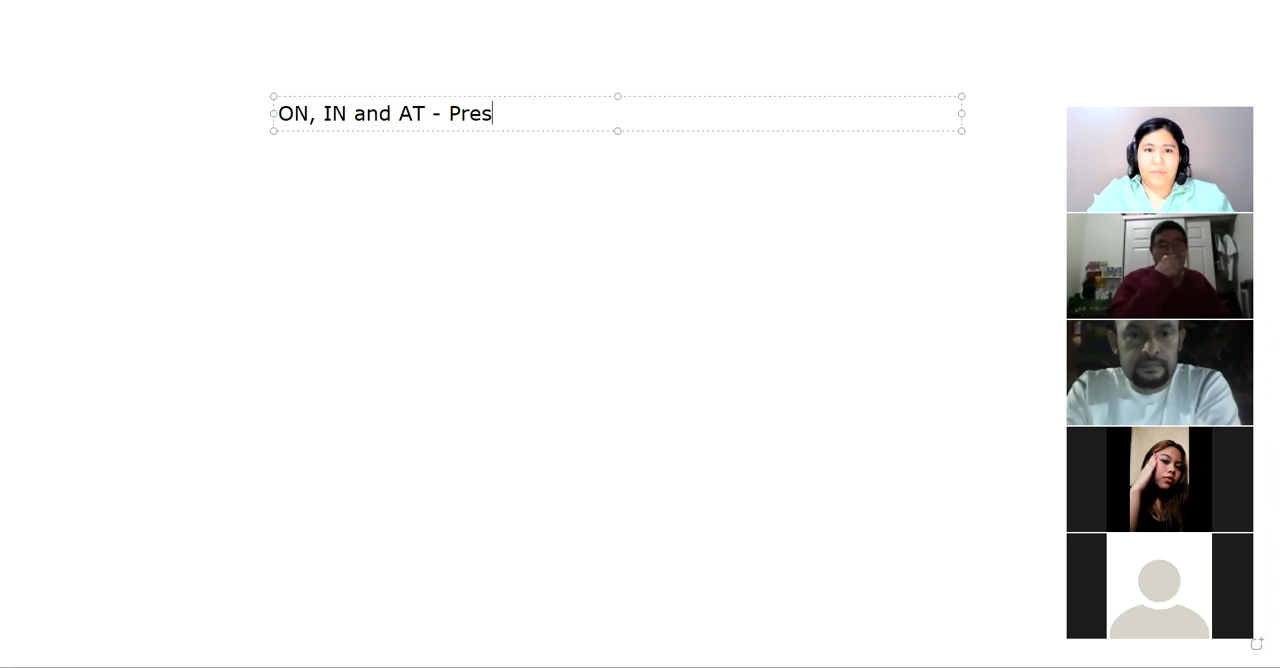 ON, IN and AT - Pres